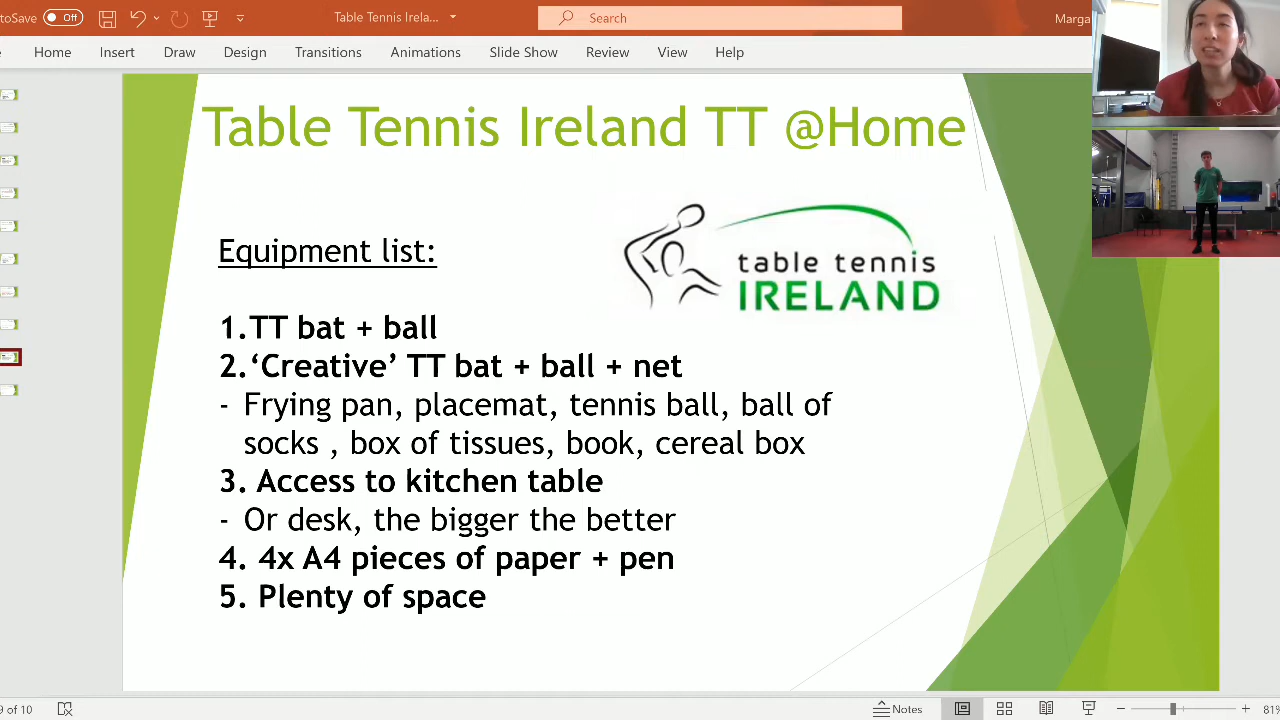 toSave
Off
Table Tennis Irela...
Search
Marga
Home
Insert
Draw
Design
Transitions
Animations
Slide Show
Review
View
Help
Table Tennis Ireland TT @Home
table tennis
IRELAND
Equipment list:
1.TT bat + ball
2.‘Creative’ TT bat + ball + net
- Frying pan, placemat, tennis ball, ball of
socks , box of tissues, book, cereal box
3. Access to kitchen table
- Or desk, the bigger the better
4. 4x A4 pieces of paper + pen
5. Plenty of space
9 of 10
Notes
81%